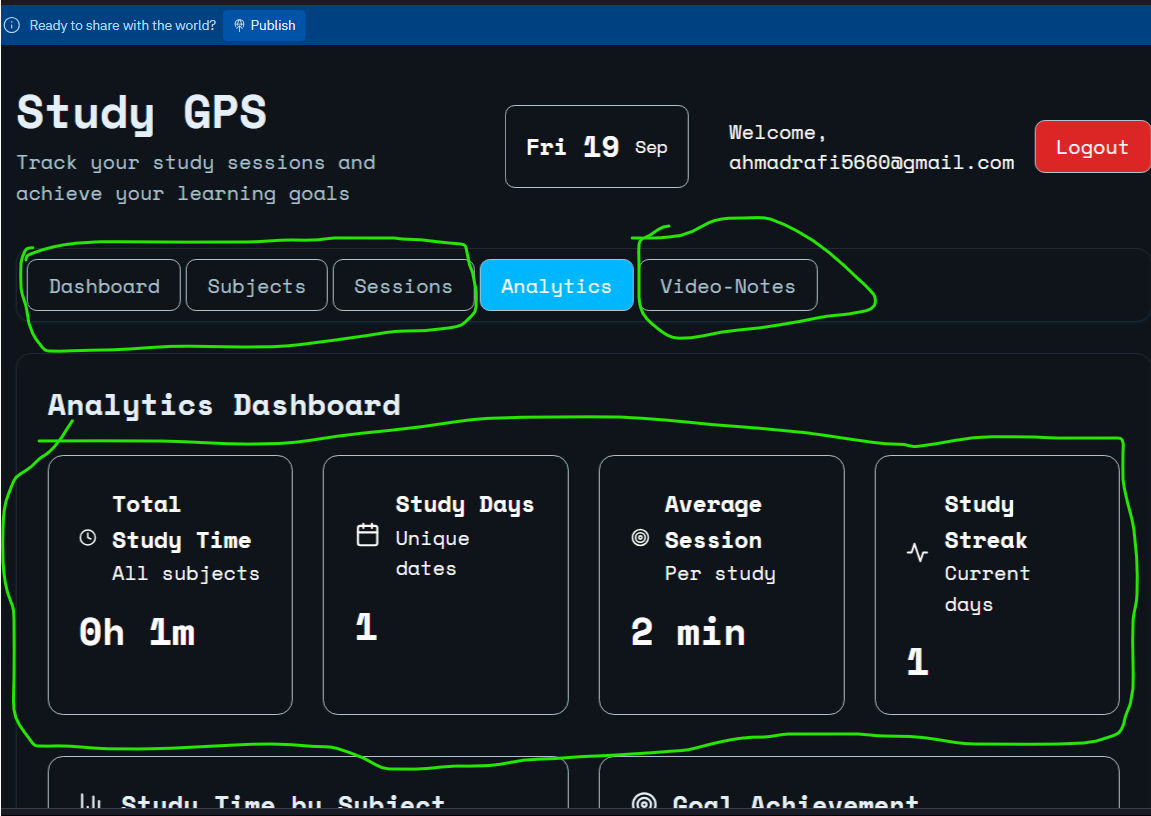 Ready to share with the world? Publish
Study GPS
Track your study sessions and
achieve your learning goals
Fri 19 Sep
Welcome,
ahmadrafi5660@gmail.com
Logout
Dashboard Subjects Sessions Analytics Video-Notes
Analytics Dashboard
Total
Study Time
All subjects
0h 1m
Study Days
Unique
dates
1
Average
Session
Per study
2 min
Study
Streak
Current
days
1
Study Time by Subject
Goal Achievement